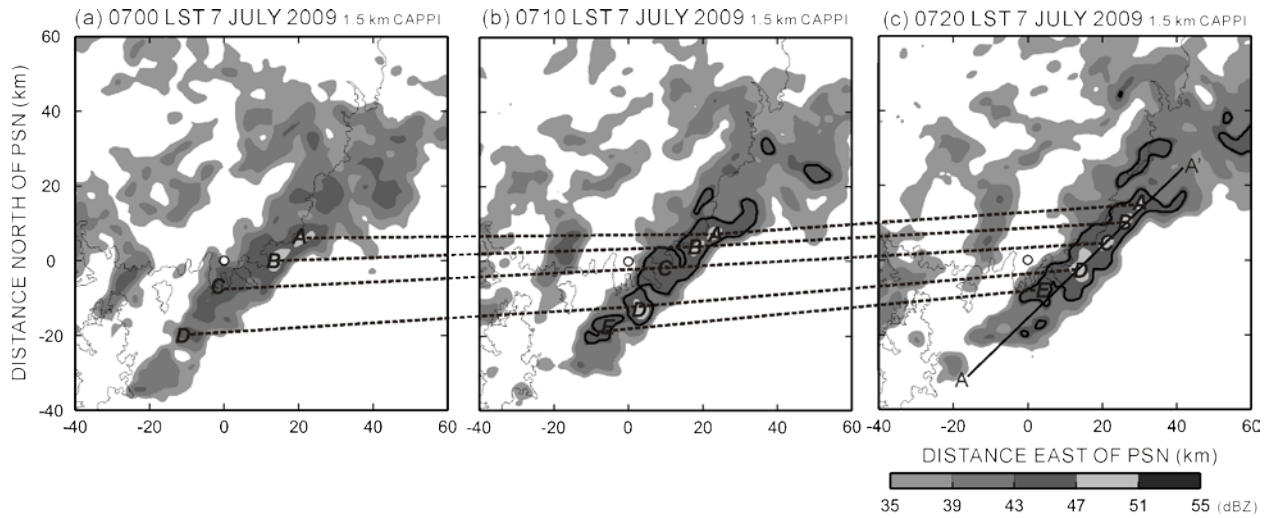 (a) 0700 LST 7 JULY 2009 1.5 km CAPPI
(b) 0710 LST 7 JULY 2009 1.5 km CAPPI
(c) 0720 LST 7 JULY 2009 1.5 km CAPPI
DISTANCE NORTH OF PSN (km)
60
40
20
0
-20
-40
A
B
C
D
A
B
C
D
E
A
B
C
D
E
A'
A
-40 -20 0 20 40 60
-40 -20 0 20 40 60
-40 -20 0 20 40 60
DISTANCE EAST OF PSN (km)
35 39 43 47 51 55 (dBZ)